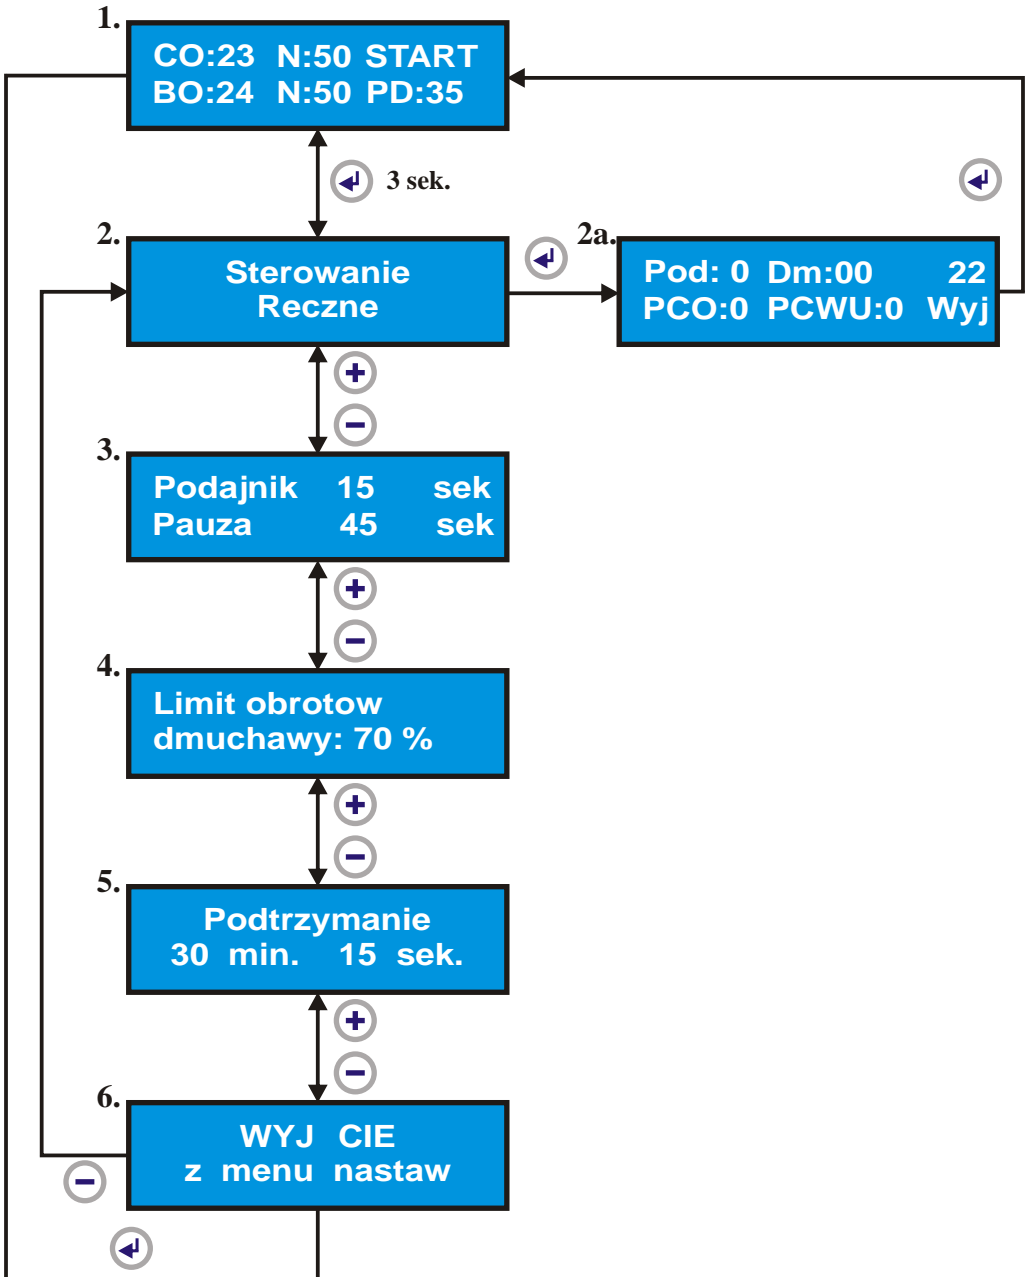 1.
CO:23 N:50 START
BO:24 N:50 PD:35
3 sek.
2.
Sterowanie
Reczne
2a.
Pod: 0 Dm:00 22
PCO:0 PCWU:0 Wyj
3.
Podajnik 15 sek
Pauza 45 sek
4.
Limit obrotow
dmuchawy: 70 %
5.
Podtrzymanie
30 min. 15 sek.
6.
WYJ CIE
z menu nastaw